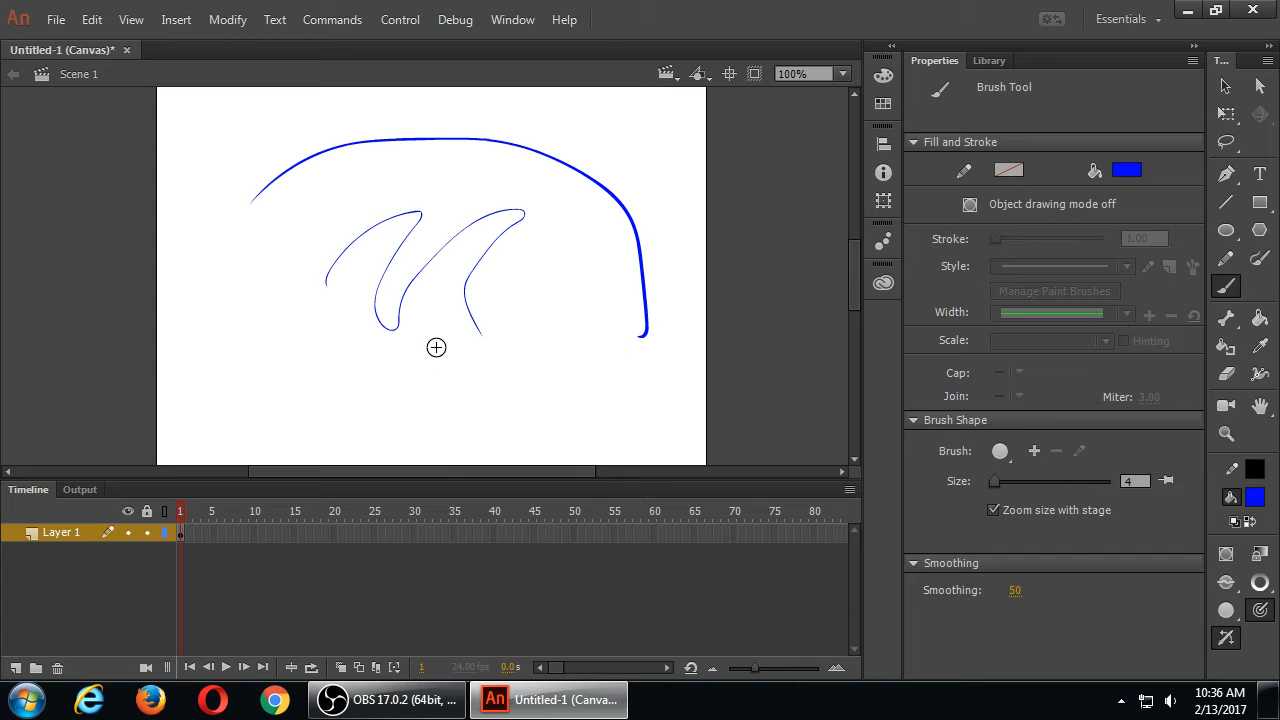 An File Edit View Insert Modify Text Commands Control Debug Window Help Essentials
Untitled-1 (Canvas)* ×
Scene 1 100%
Properties Library T...
Brush Tool
Fill and Stroke
Object drawing mode off
Stroke: 1.00
Style:
Manage Paint Brushes
Width:
Scale: Hinting
Cap:
Join: Miter: 3.00
Brush Shape
Brush:
Size: 4
Zoom size with stage
Smoothing
Smoothing: 50
Timeline Output
1 5 10 15 20 25 30 35 40 45 50 55 60 65 70 75 80
Layer 1
1 24.00 fps 0.0 s
OBS 17.0.2 (64bit, ... An Untitled-1 (Canva...
10:36 AM
2/13/2017